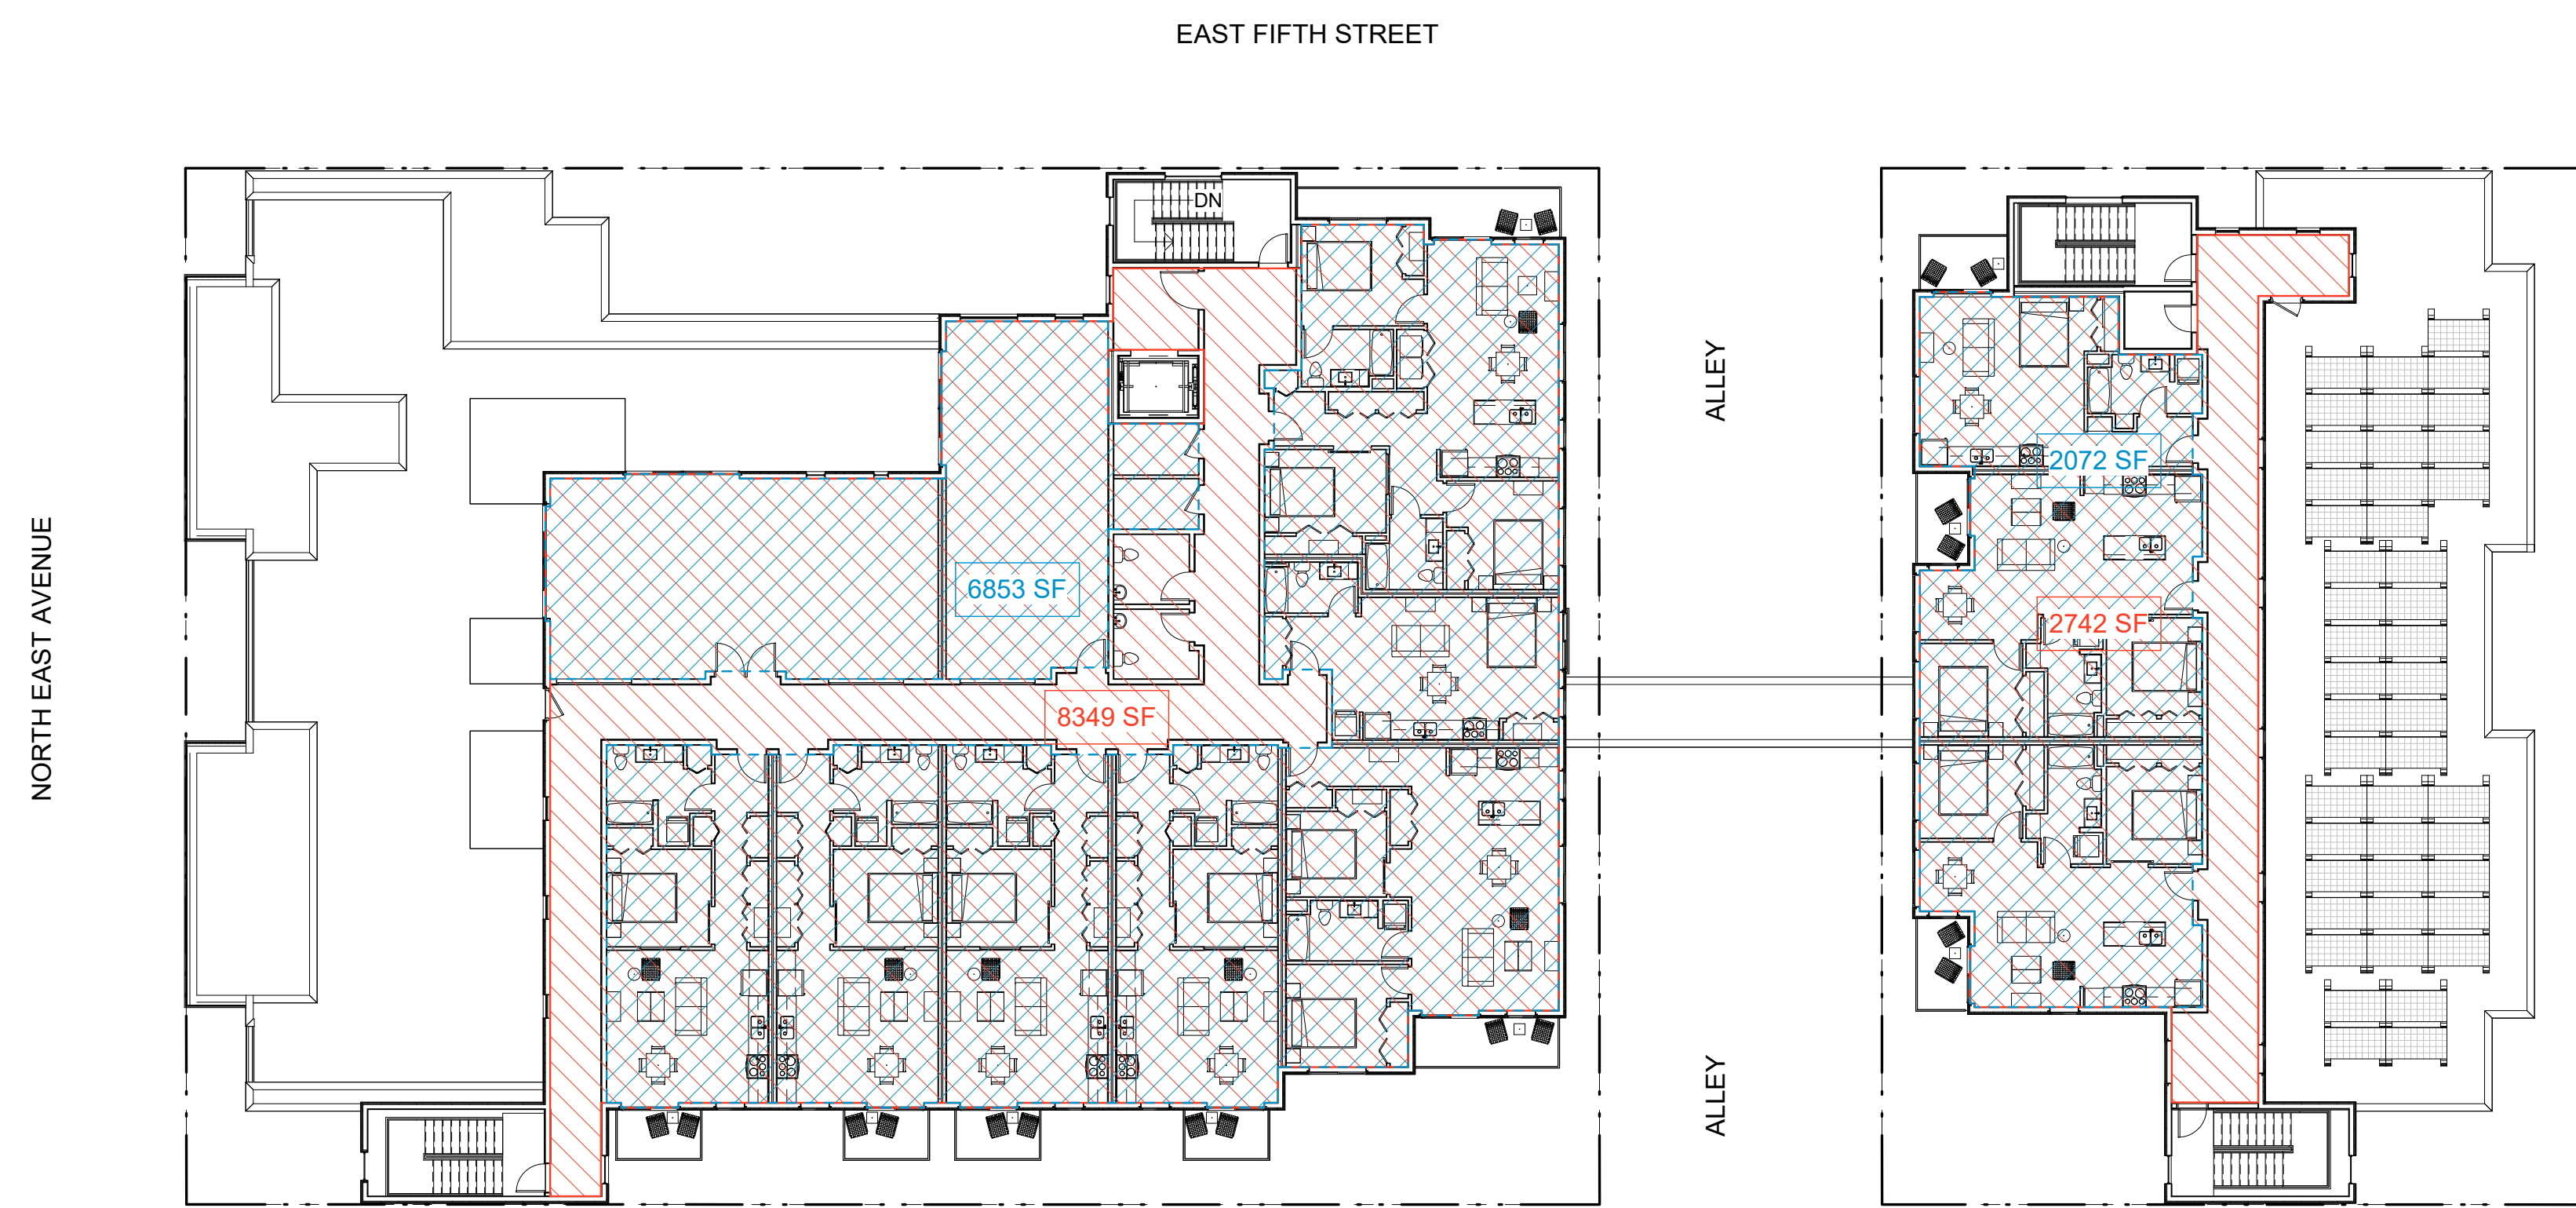 EAST FIFTH STREET
DN
ALLEY
2072 SF
NORTH EAST AVENUE
6853 SF
2742 SF
8349 SF
ALLEY